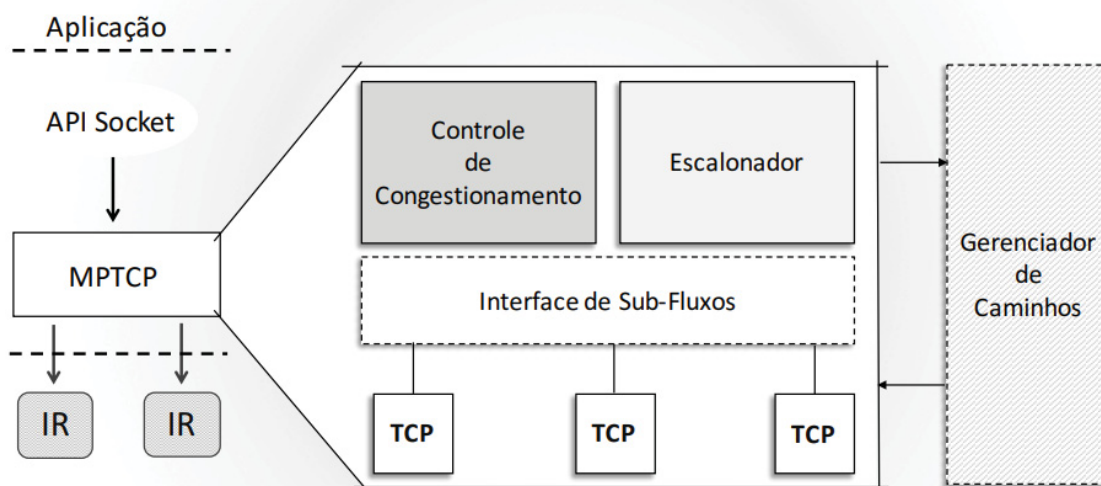 Aplicação
API Socket
MPTCP
IR
IR
Controle
de
Congestionamento
Escalonador
Interface de Sub-Fluxos
TCP
TCP
TCP
Gerenciador
de
Caminhos